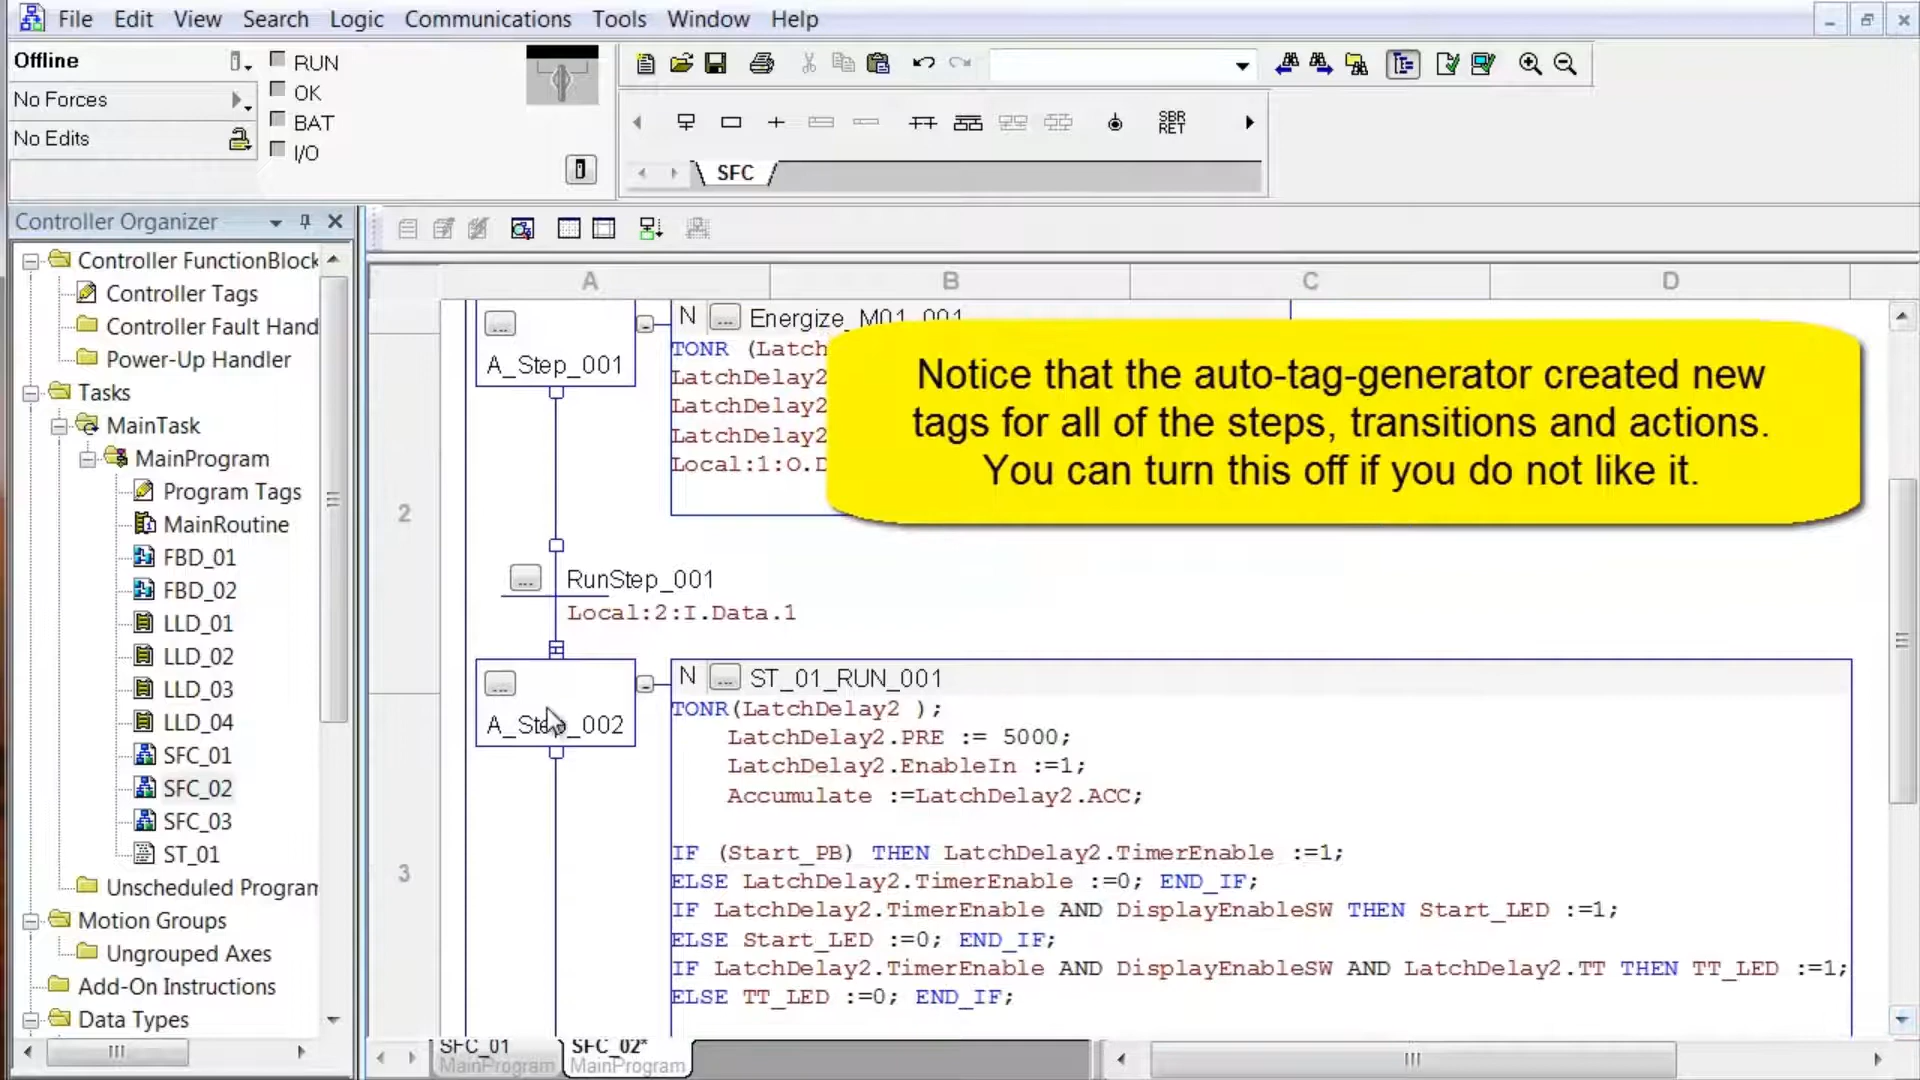 File Edit View Search Logic Communications Tools Window Help
Offline
RUN
No Forces
OK
No Edits
BAT
I/O
SBR
RET
SFC
Controller Organizer
Controller FunctionBlock
Controller Tags
Controller Fault Hand
Power-Up Handler
Tasks
MainTask
MainProgram
Program Tags
MainRoutine
FBD_01
FBD_02
LLD_01
LLD_02
LLD_03
LLD_04
SFC_01
SFC_02
SFC_03
ST_01
Unscheduled Program
Motion Groups
Ungrouped Axes
Add-On Instructions
Data Types
A B C D
2
3
N ... Energize_M01_001
... A_Step_001
TONR (Latch
LatchDelay2
LatchDelay2
LatchDelay2
Local:1:O.D
Notice that the auto-tag-generator created new
tags for all of the steps, transitions and actions.
You can turn this off if you do not like it.
... RunStep_001
Local:2:I.Data.1
... A_Step_002
N ... ST_01_RUN_001
TONR(LatchDelay2 );
LatchDelay2.PRE := 5000;
LatchDelay2.EnableIn :=1;
Accumulate :=LatchDelay2.ACC;
IF (Start_PB) THEN LatchDelay2.TimerEnable :=1;
ELSE LatchDelay2.TimerEnable :=0; END_IF;
IF LatchDelay2.TimerEnable AND DisplayEnableSW THEN Start_LED :=1;
ELSE Start_LED :=0; END_IF;
IF LatchDelay2.TimerEnable AND DisplayEnableSW AND LatchDelay2.TT THEN TT_LED :=1;
ELSE TT_LED :=0; END_IF;
SFC_01
MainProgram
SFC_02*
MainProgram